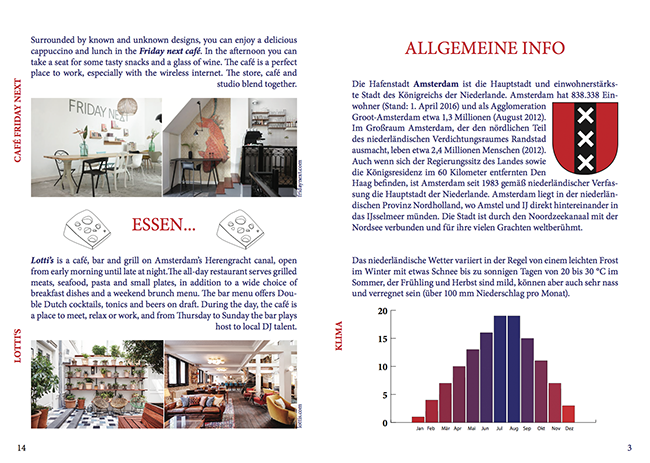 Surrounded by known and unknown designs, you can enjoy a delicious
cappuccino and lunch in the Friday next café. In the afternoon you can
take a seat for some tasty snacks and a glass of wine. The café is a perfect
place to work, especially with the wireless internet. The store, café and
studio blend together.
CAFÉ FRIDAY NEXT
FRIDAY NEXT
fridaynext.com
ESSEN...
Lotti's is a café, bar and grill on Amsterdam's Herengracht canal, open
from early morning until late at night.The all-day restaurant serves grilled
meats, seafood, pasta and small plates, in addition to a wide choice of
breakfast dishes and a weekend brunch menu. The bar menu offers Dou-
ble Dutch cocktails, tonics and beers on draft. During the day, the café is
a place to meet, relax or work, and from Thursday to Sunday the bar plays
host to local DJ talent.
LOTTI'S
lottis.com
14
ALLGEMEINE INFO
Die Hafenstadt Amsterdam ist die Hauptstadt und einwohnerstärks-
te Stadt des Königreichs der Niederlande. Amsterdam hat 838.338 Ein-
wohner (Stand: 1. April 2016) und als Agglomeration
Groot-Amsterdam etwa 1,3 Millionen (August 2012).
Im Großraum Amsterdam, der den nördlichen Teil
des niederländischen Verdichtungsraumes Randstad
ausmacht, leben etwa 2,4 Millionen Menschen (2012).
Auch wenn sich der Regierungssitz des Landes sowie
die Königsresidenz im 60 Kilometer entfernten Den
Haag befinden, ist Amsterdam seit 1983 gemäß niederländischer Verfas-
sung die Hauptstadt der Niederlande. Amsterdam liegt in der niederlän-
dischen Provinz Nordholland, wo Amstel und IJ direkt hintereinander in
das IJsselmeer münden. Die Stadt ist durch den Noordzeekanaal mit der
Nordsee verbunden und für ihre vielen Grachten weltberühmt.
Das niederländische Wetter variiert in der Regel von einem leichten Frost
im Winter mit etwas Schnee bis zu sonnigen Tagen von 20 bis 30 °C im
Sommer, der Frühling und Herbst sind mild, können aber auch sehr nass
und verregnet sein (über 100 mm Niederschlag pro Monat).
KLIMA
20
15
10
5
0
Jan Feb Mär Apr Mai Jun Jul Aug Sep Okt Nov Dez
3